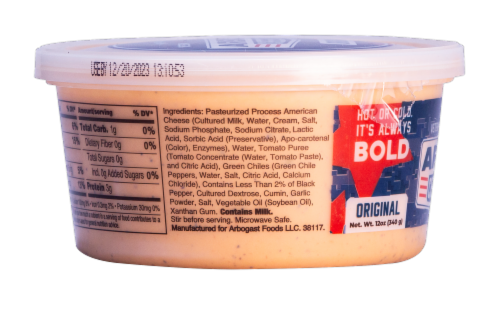 USE BY 12/20/2023 13:10:53
Amount/serving % DV*
Total Carb. 1g 0%
Dietary Fiber 0g 0%
Total Sugars 0g
Incl. 0g Added Sugars 0%
Protein 3g
Ingredients: Pasteurized Process American
Cheese (Cultured Milk, Water, Cream, Salt,
Sodium Phosphate, Sodium Citrate, Lactic
Acid, Sorbic Acid (Preservative), Apo-carotenal
(Color), Enzymes), Water, Tomato Puree
(Tomato Concentrate (Water, Tomato Paste),
and Citric Acid), Green Chiles (Green Chile
Peppers, Water, Salt, Citric Acid, Calcium
Chloride), Contains Less Than 2% of Black
Pepper, Cultured Dextrose, Cumin, Garlic
Powder, Salt, Vegetable Oil (Soybean Oil),
Xanthan Gum. Contains Milk.
Stir before serving. Microwave Safe.
Manufactured for Arbogast Foods LLC. 38117.
HOT OR COLD.
IT'S ALWAYS
BOLD
ORIGINAL
Net. Wt. 12oz (340 g)